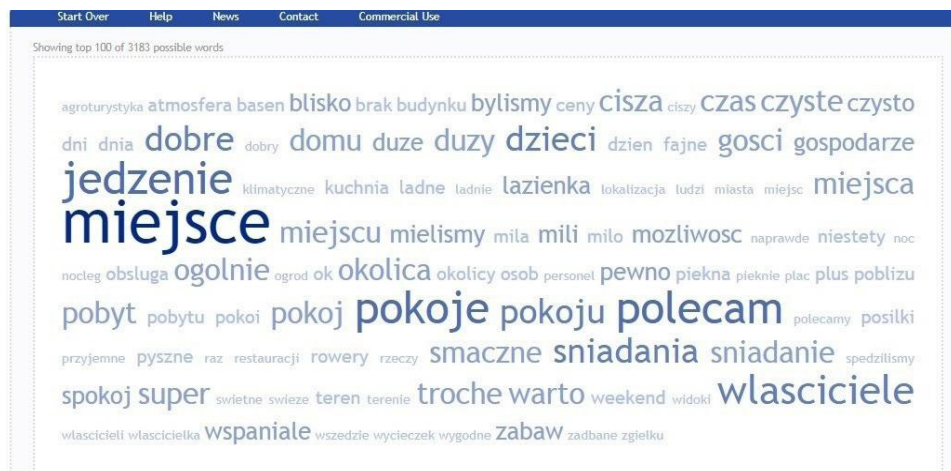 Start Over Help News Contact Commercial Use
Showing top 100 of 3183 possible words
agroturystyka atmosfera basen blisko brak budynku bylismy ceny cisza ciszy czas czyste czysto
dni dnia dobre dobry domu duze duzy dzieci dzien fajne gosci gospodarze
jedzenie klimatyczne kuchnia ladne ladnie lazienka lokalizacja ludzi miasta miejsc miejsca
miejsce miejscu mielismy mila mili milo mozliwosc naprawde niestety noc
nocleg obsluga ogolnie ogrod ok okolica okolicy osob personel pewno piekna pieknie plac plus poblizu
pobyt pobytu pokoi pokoj pokoje pokoju polecam polecamy posilki
przyjemne pyszne raz restauracji rowery rzeczy smaczne sniadania sniadanie spedzilismy
spokoj super swietne swieze teren terenie troche warto weekend widoki wlasciciele
wlascicieli wlascicielka wspaniale wszedzie wycieczek wygodne zabaw zadbane zgielku